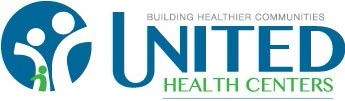 BUILDING HEALTHIER COMMUNITIES
UNITED
HEALTH CENTERS